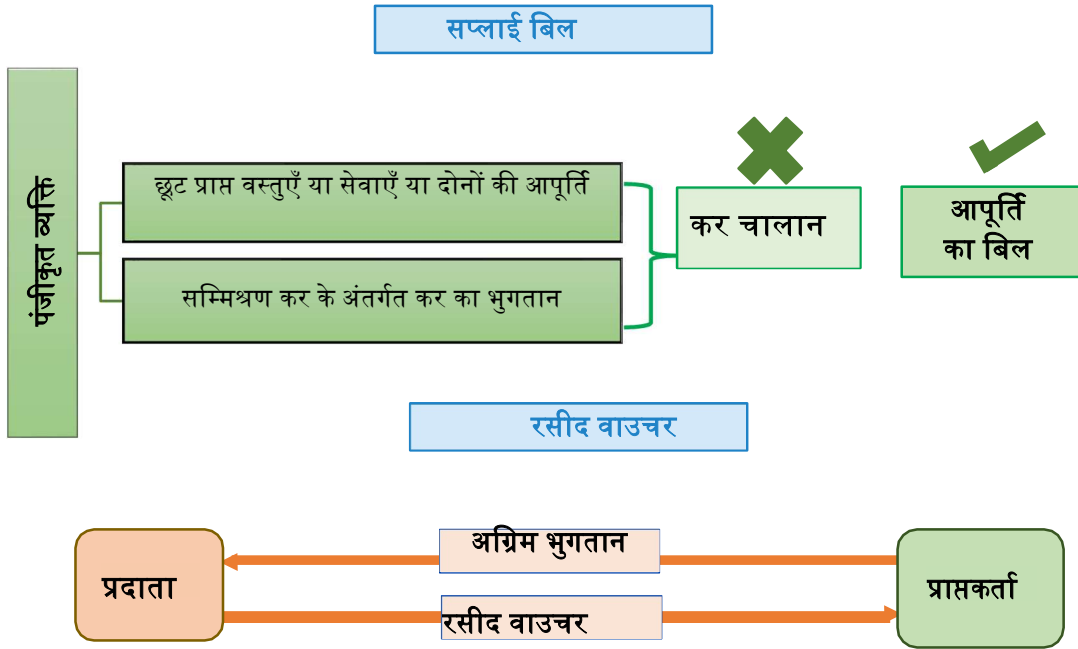 सप्लाई बिल
पंजीकृत व्यक्ति
छूट प्राप्त वस्तुएँ या सेवाएँ या दोनों की आपूर्ति
सम्मिश्रण कर के अंतर्गत कर का भुगतान
कर चालान
आपूर्ति
का बिल
रसीद वाउचर
प्रदाता
अग्रिम भुगतान
रसीद वाउचर
प्राप्तकर्ता